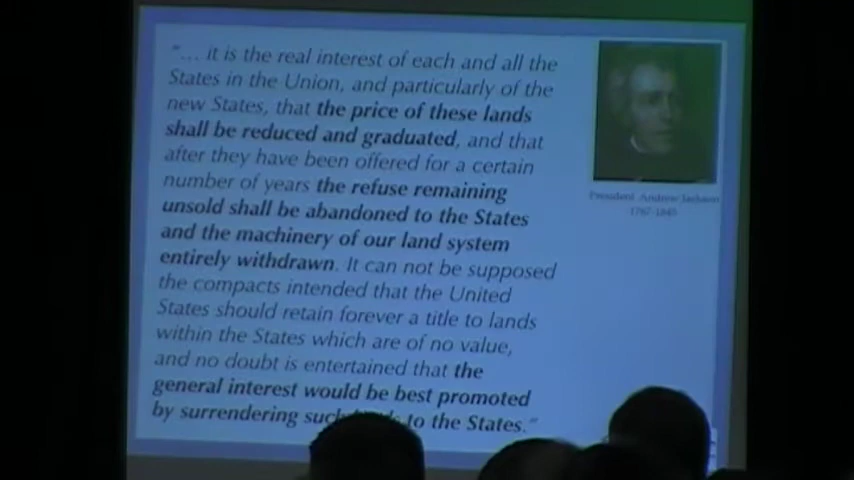 "... it is the real interest of each and all the
States in the Union, and particularly of the
new States, that the price of these lands
shall be reduced and graduated, and that
after they have been offered for a certain
number of years the refuse remaining
unsold shall be abandoned to the States
and the machinery of our land system
entirely withdrawn. It can not be supposed
the compacts intended that the United
States should retain forever a title to lands
within the States which are of no value,
and no doubt is entertained that the
general interest would be best promoted
by surrendering such to the States."
President Andrew Jackson
1767-1845